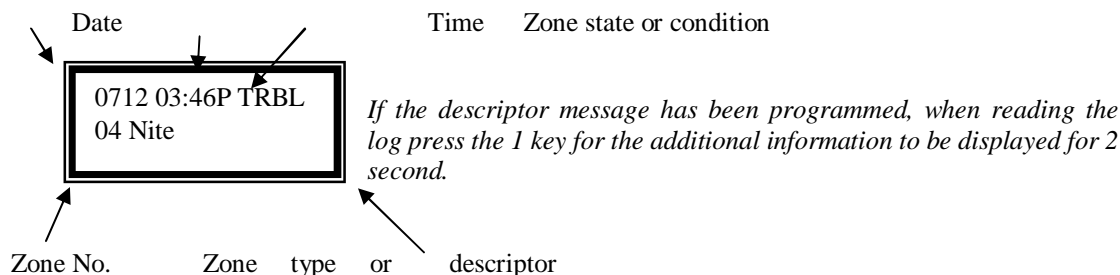 Date Time Zone state or condition
0712 03:46P TRBL
04 Nite
If the descriptor message has been programmed, when reading the
log press the 1 key for the additional information to be displayed for 2
second.
Zone No. Zone type or descriptor